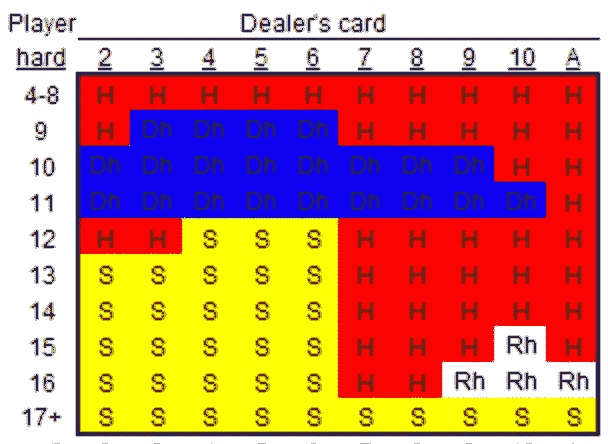 Player Dealer's card
hard 2 3 4 5 6 7 8 9 10 A
4-8 H H H H H H H H H H
9 H Dh Dh Dh Dh H H H H H
10 Dh Dh Dh Dh Dh Dh Dh Dh H H
11 Dh Dh Dh Dh Dh Dh Dh Dh Dh H
12 H H S S S H H H H H
13 S S S S S H H H H H
14 S S S S S H H H H H
15 S S S S S H H H Rh H
16 S S S S S H H Rh Rh Rh
17+ S S S S S S S S S S